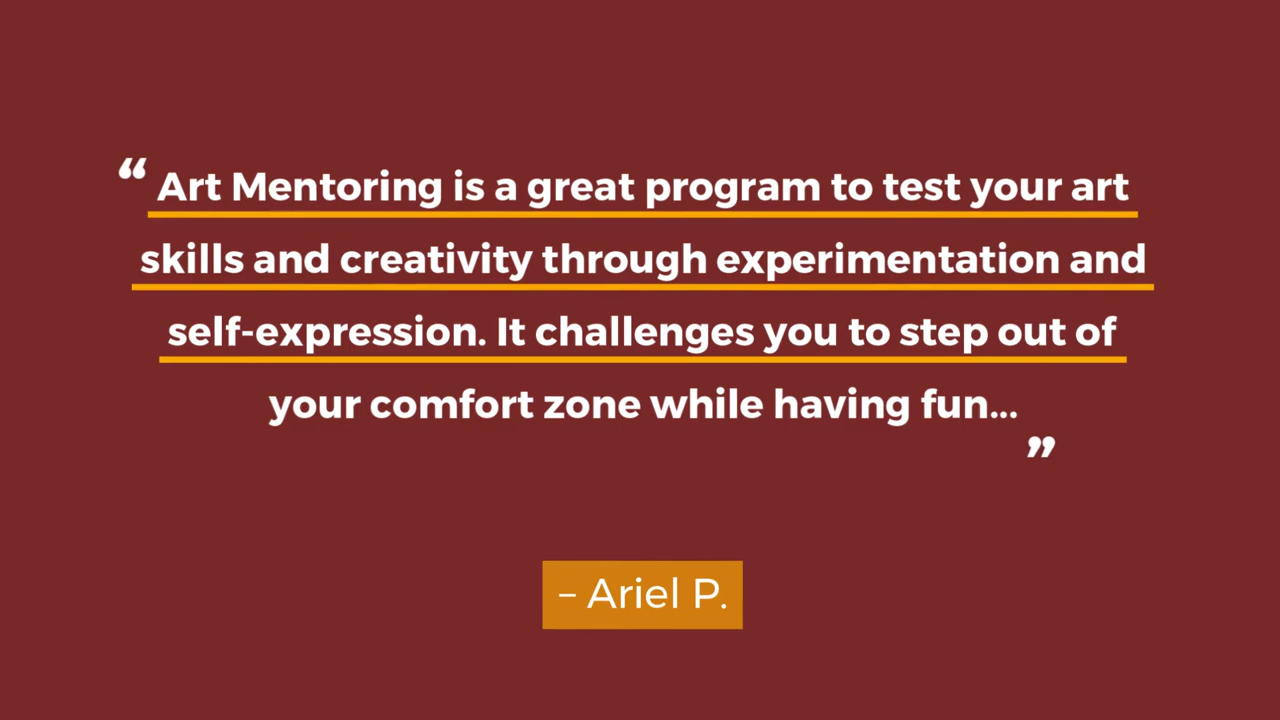 “ Art Mentoring is a great program to test your art
skills and creativity through experimentation and
self-expression. It challenges you to step out of
your comfort zone while having fun...
”
– Ariel P.